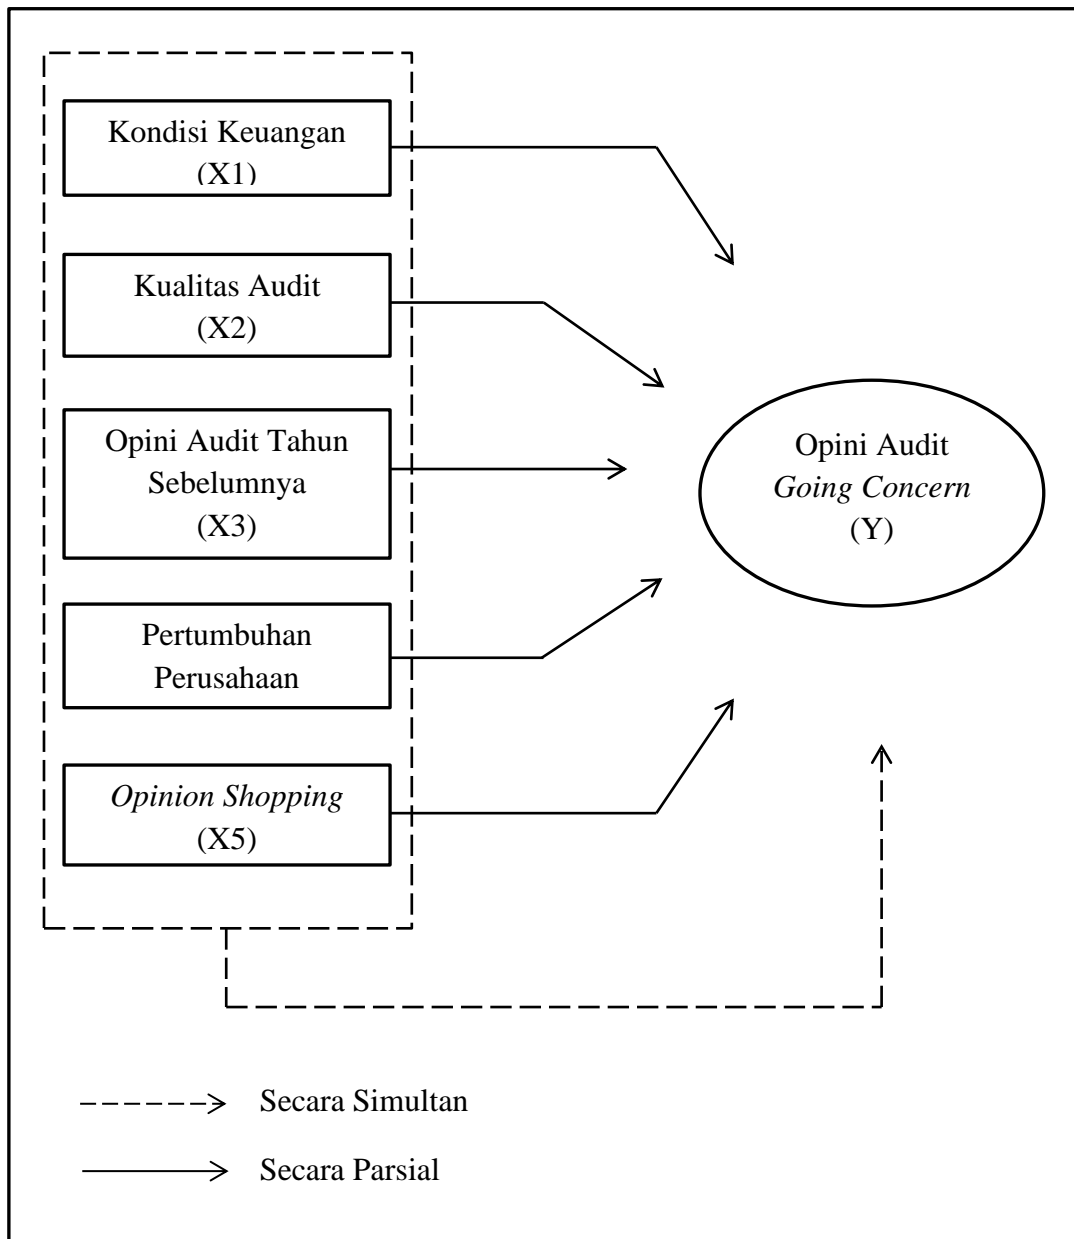 Kondisi Keuangan
(X1)
Kualitas Audit
(X2)
Opini Audit Tahun
Sebelumnya
(X3)
Pertumbuhan
Perusahaan
Opinion Shopping
(X5)
Opini Audit
Going Concern
(Y)
Secara Simultan
Secara Parsial